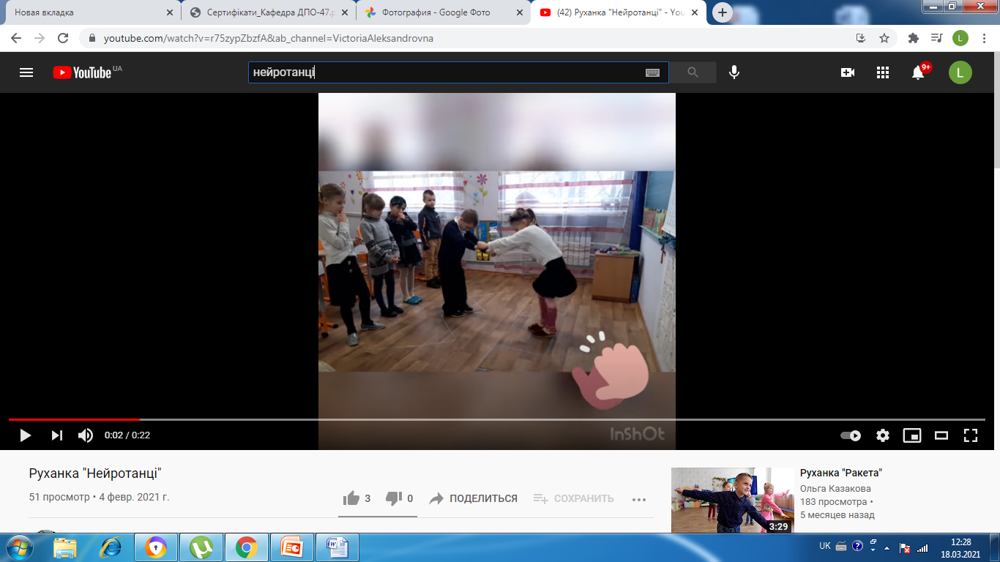 Новая вкладка
Сертифікати_Кафедра ДПО-47.р
Фотография - Google Фото
(42) Руханка "Нейротанці" - You
youtube.com/watch?v=r75zypZbzfA&ab_channel=VictoriaAleksandrovna
L
YouTube UA
нейротанці
9+
L
InShOt
0:02 / 0:22
Руханка "Нейротанці"
51 просмотр • 4 февр. 2021 г.
3
0
ПОДЕЛИТЬСЯ
СОХРАНИТЬ
Руханка "Ракета"
Ольга Казакова
183 просмотра •
5 месяцев назад
3:29
UK
12:28
18.03.2021